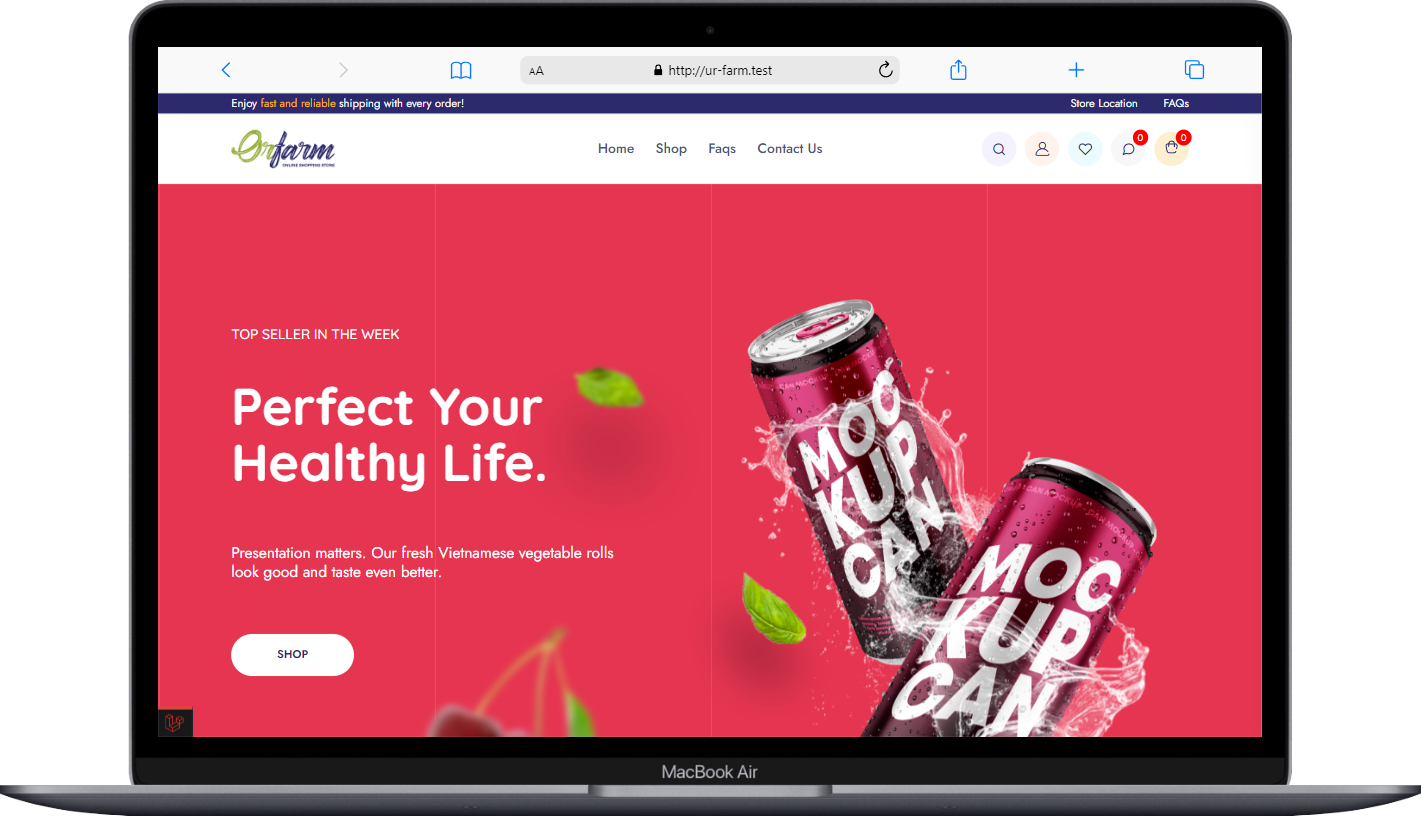 AA
http://ur-farm.test
Enjoy fast and reliable shipping with every order!
Store Location
FAQs
Orfarm
ONLINE SHOPPING STORE
Home
Shop
Faqs
Contact Us
0
0
TOP SELLER IN THE WEEK
Perfect Your
Healthy Life.
Presentation matters. Our fresh Vietnamese vegetable rolls
look good and taste even better.
SHOP
MOC
KUP
CAN
MOC
KUP
CAN
MacBook Air